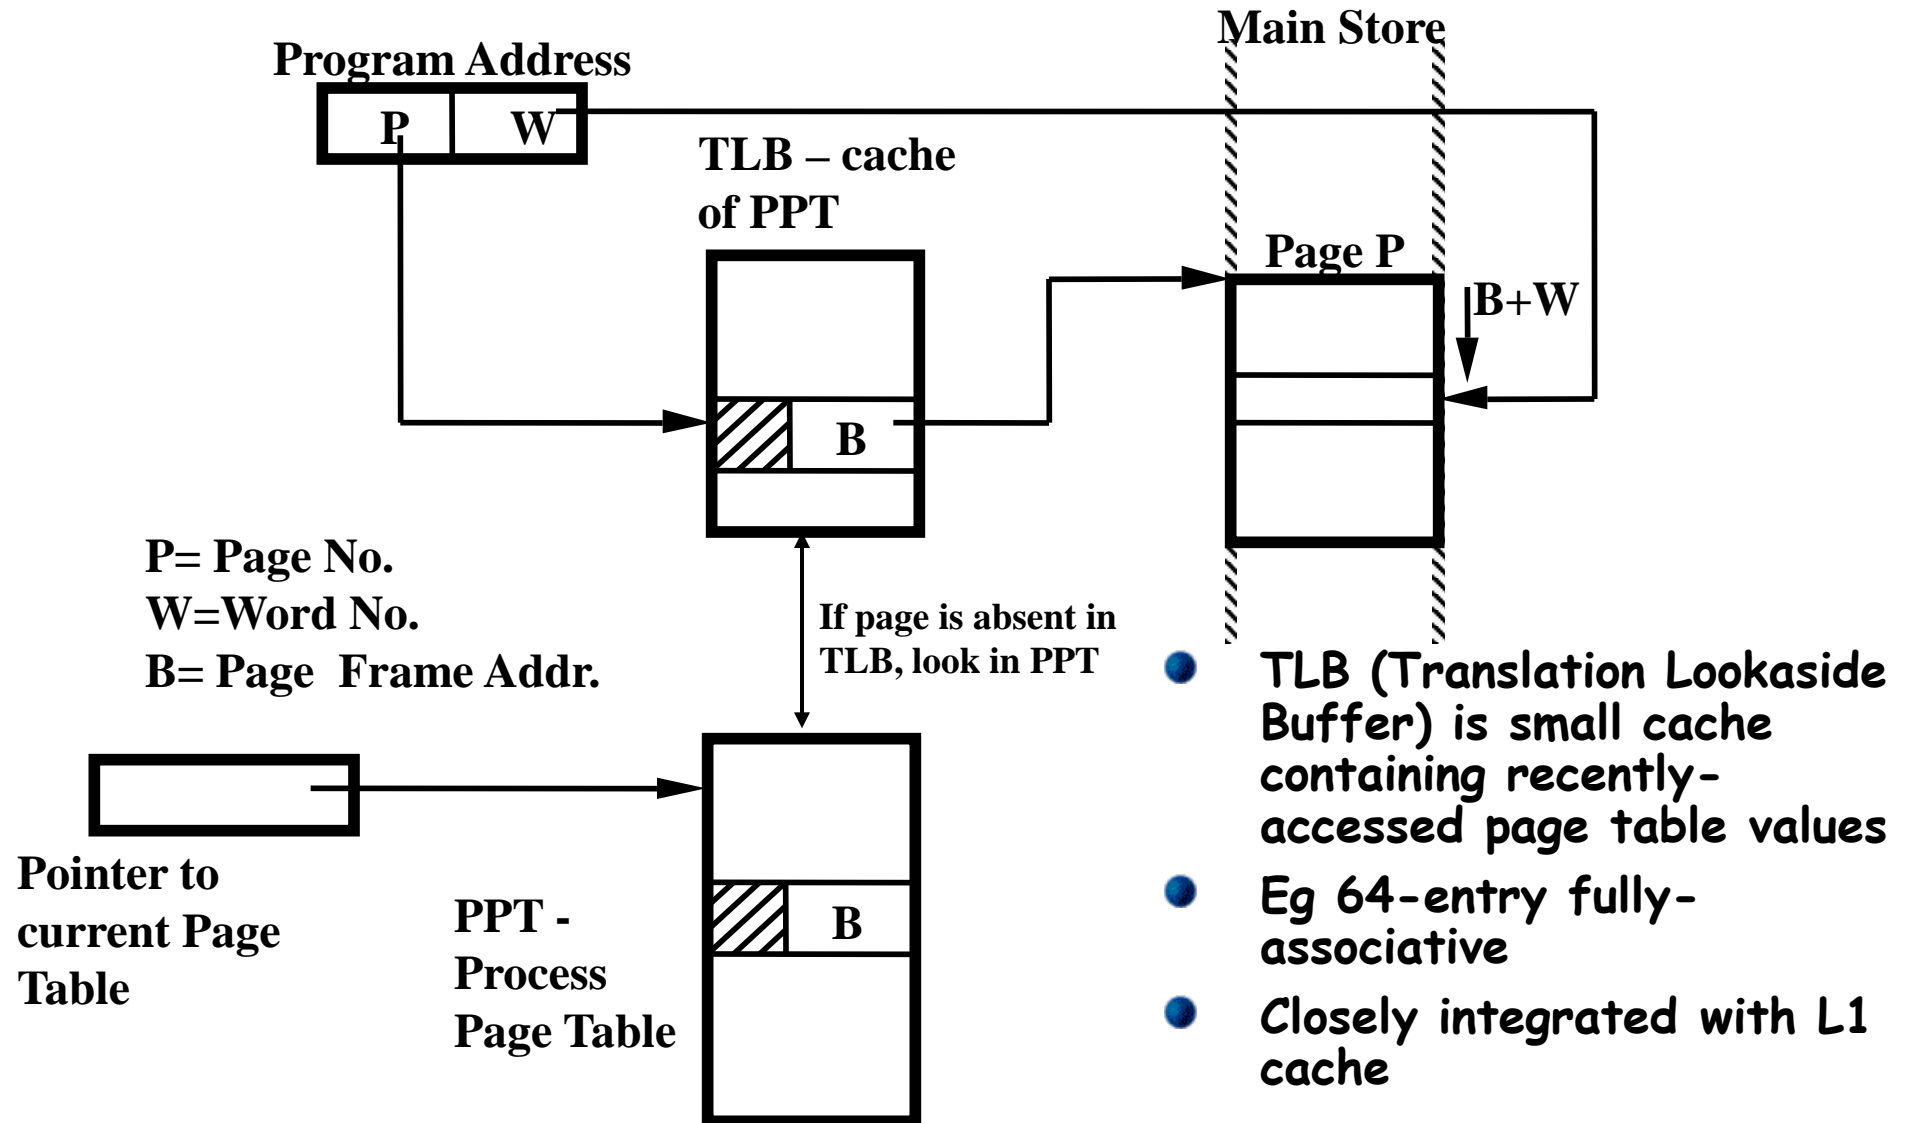 Main Store
Program Address
P
W
TLB – cache
of PPT
Page P
B+W
B
P= Page No.
W=Word No.
B= Page Frame Addr.
If page is absent in
TLB, look in PPT
Pointer to
current Page
Table
PPT -
Process
Page Table
B
TLB (Translation Lookaside
Buffer) is small cache
containing recently-
accessed page table values
Eg 64-entry fully-
associative
Closely integrated with L1
cache